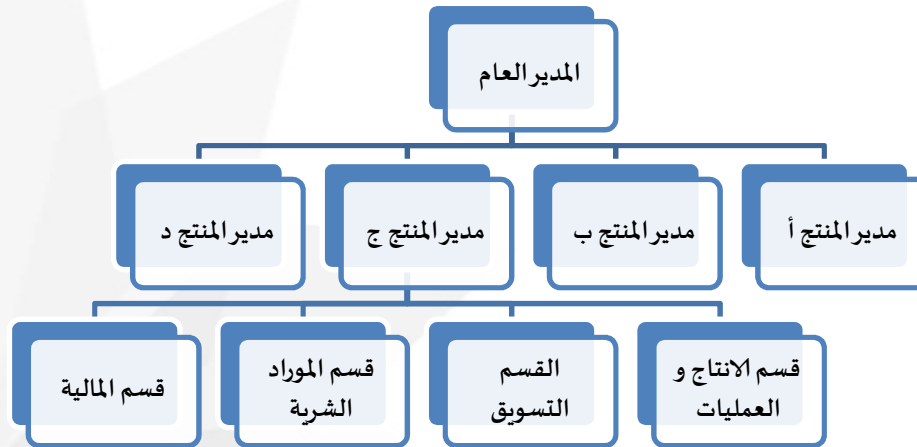 المدير العام
مدير المنتج أ
مدير المنتج ب
مدير المنتج ج
مدير المنتج د
قسم الانتاج و
العمليات
القسم
التسويق
قسم الموراد
الشرية
قسم المالية